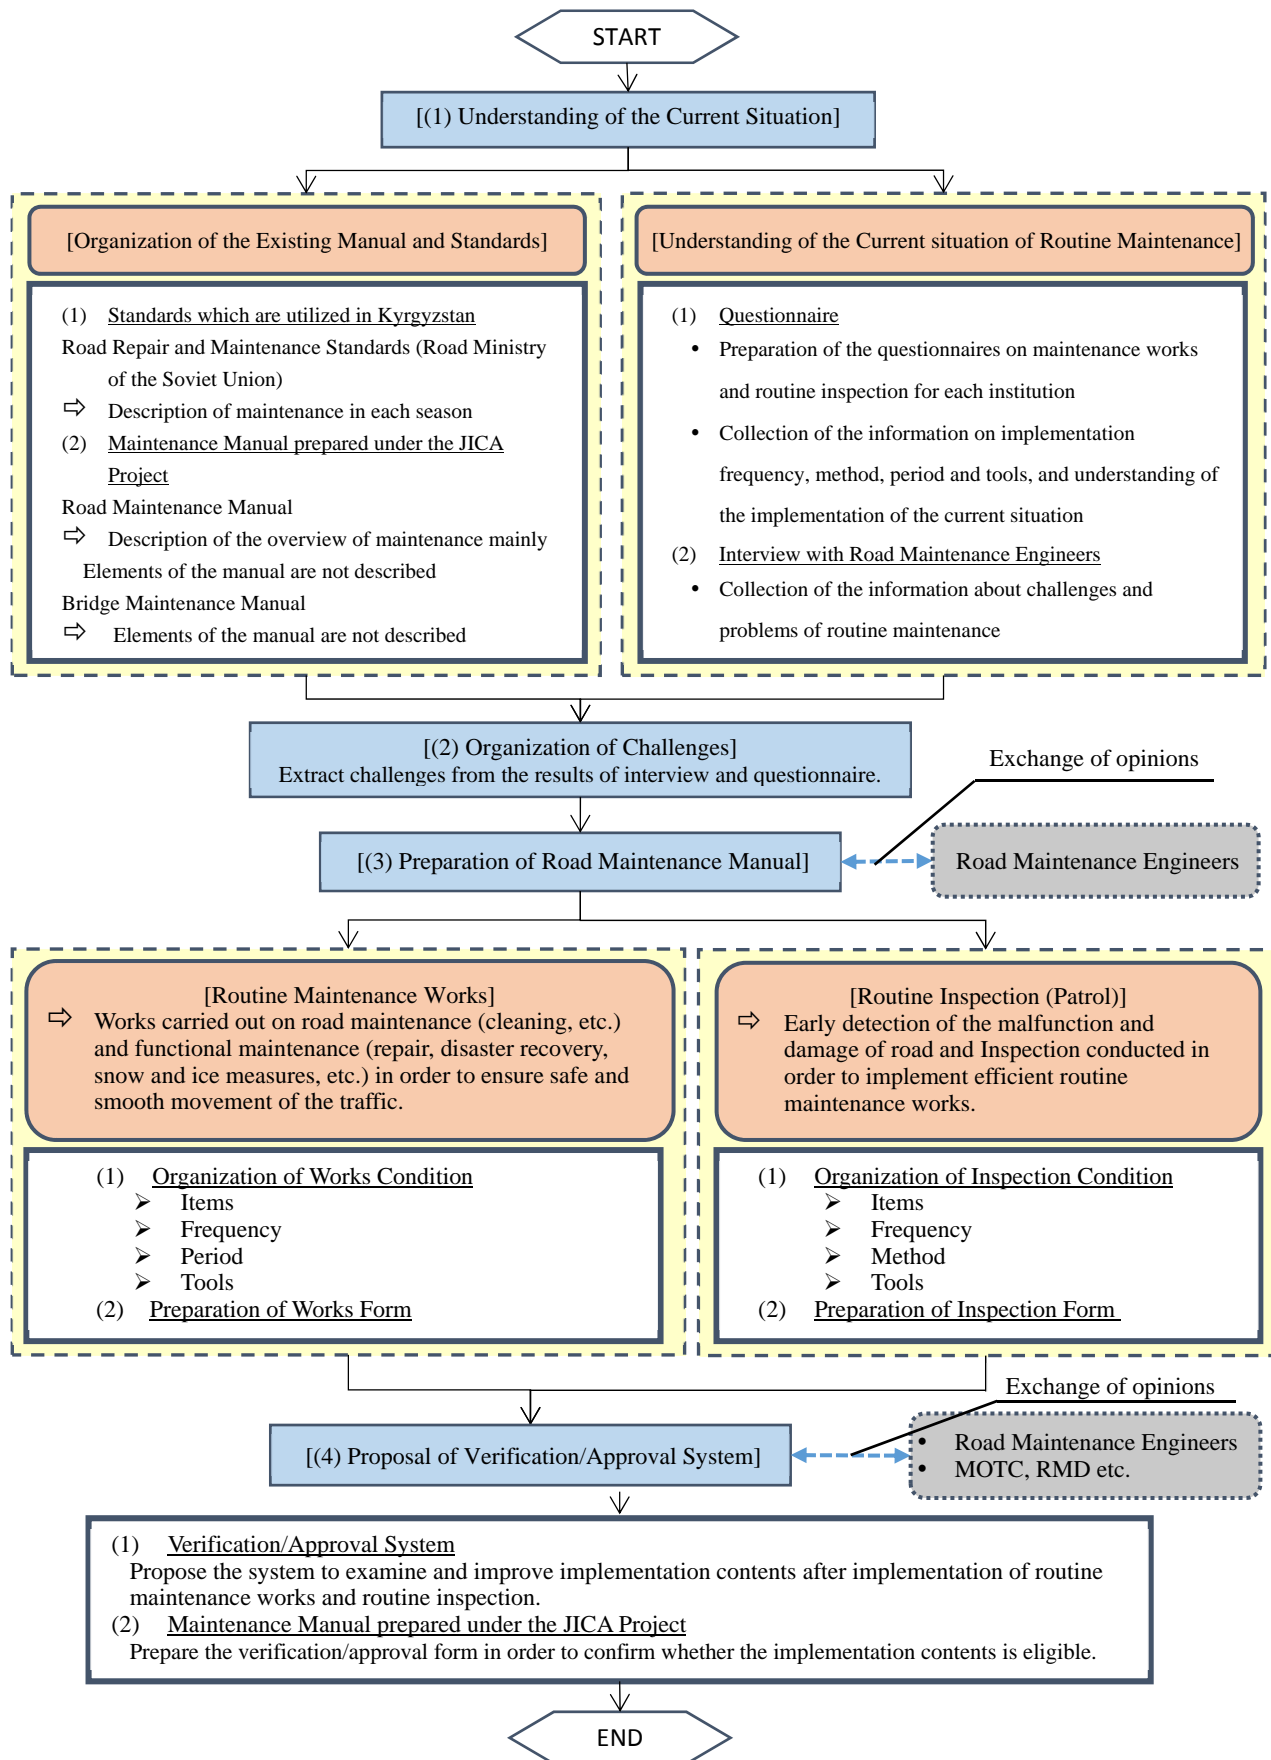 START
[(1) Understanding of the Current Situation]
[Organization of the Existing Manual and Standards]
(1) Standards which are utilized in Kyrgyzstan
Road Repair and Maintenance Standards (Road Ministry
of the Soviet Union)
⇨ Description of maintenance in each season
(2) Maintenance Manual prepared under the JICA
Project
Road Maintenance Manual
⇨ Description of the overview of maintenance mainly
Elements of the manual are not described
Bridge Maintenance Manual
⇨ Elements of the manual are not described
[Understanding of the Current situation of Routine Maintenance]
(1) Questionnaire
• Preparation of the questionnaires on maintenance works
and routine inspection for each institution
• Collection of the information on implementation
frequency, method, period and tools, and understanding of
the implementation of the current situation
(2) Interview with Road Maintenance Engineers
• Collection of the information about challenges and
problems of routine maintenance
[(2) Organization of Challenges]
Extract challenges from the results of interview and questionnaire.
Exchange of opinions
[(3) Preparation of Road Maintenance Manual]
Road Maintenance Engineers
[Routine Maintenance Works]
⇨ Works carried out on road maintenance (cleaning, etc.)
and functional maintenance (repair, disaster recovery,
snow and ice measures, etc.) in order to ensure safe and
smooth movement of the traffic.
(1) Organization of Works Condition
➢ Items
➢ Frequency
➢ Period
➢ Tools
(2) Preparation of Works Form
[Routine Inspection (Patrol)]
⇨ Early detection of the malfunction and
damage of road and Inspection conducted in
order to implement efficient routine
maintenance works.
(1) Organization of Inspection Condition
➢ Items
➢ Frequency
➢ Method
➢ Tools
(2) Preparation of Inspection Form
Exchange of opinions
[(4) Proposal of Verification/Approval System]
• Road Maintenance Engineers
• MOTC, RMD etc.
(1) Verification/Approval System
Propose the system to examine and improve implementation contents after implementation of routine
maintenance works and routine inspection.
(2) Maintenance Manual prepared under the JICA Project
Prepare the verification/approval form in order to confirm whether the implementation contents is eligible.
END